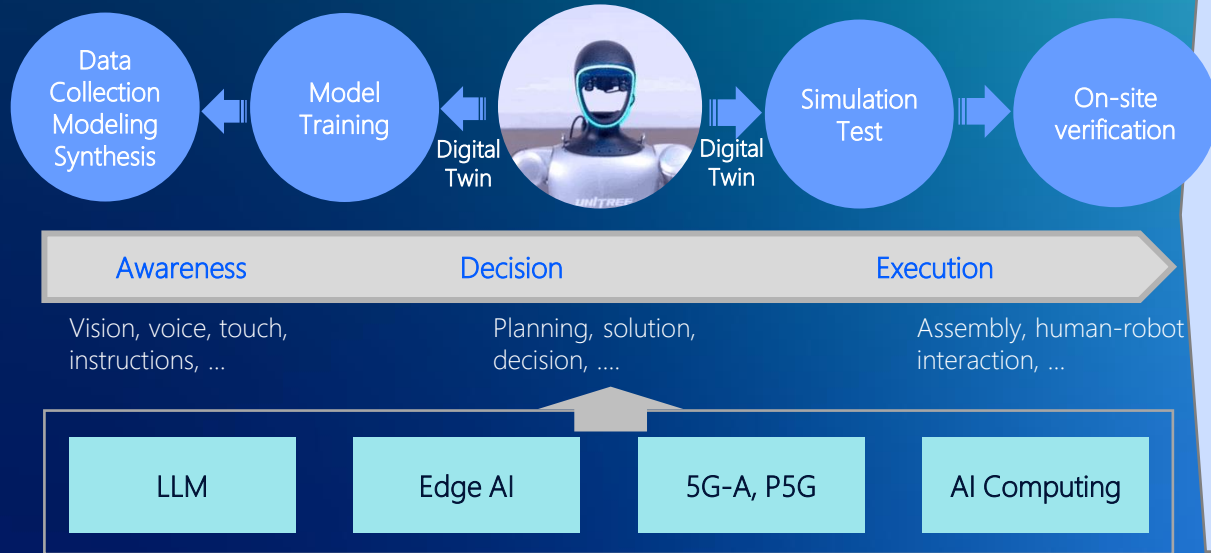 Data
Collection
Modeling
Synthesis
Model
Training
Digital
Twin
UNITREE
Digital
Twin
Simulation
Test
On-site
verification
Awareness
Decision
Execution
Vision, voice, touch,
instructions, ...
Planning, solution,
decision, ....
Assembly, human-robot
interaction, ...
LLM
Edge AI
5G-A, P5G
AI Computing